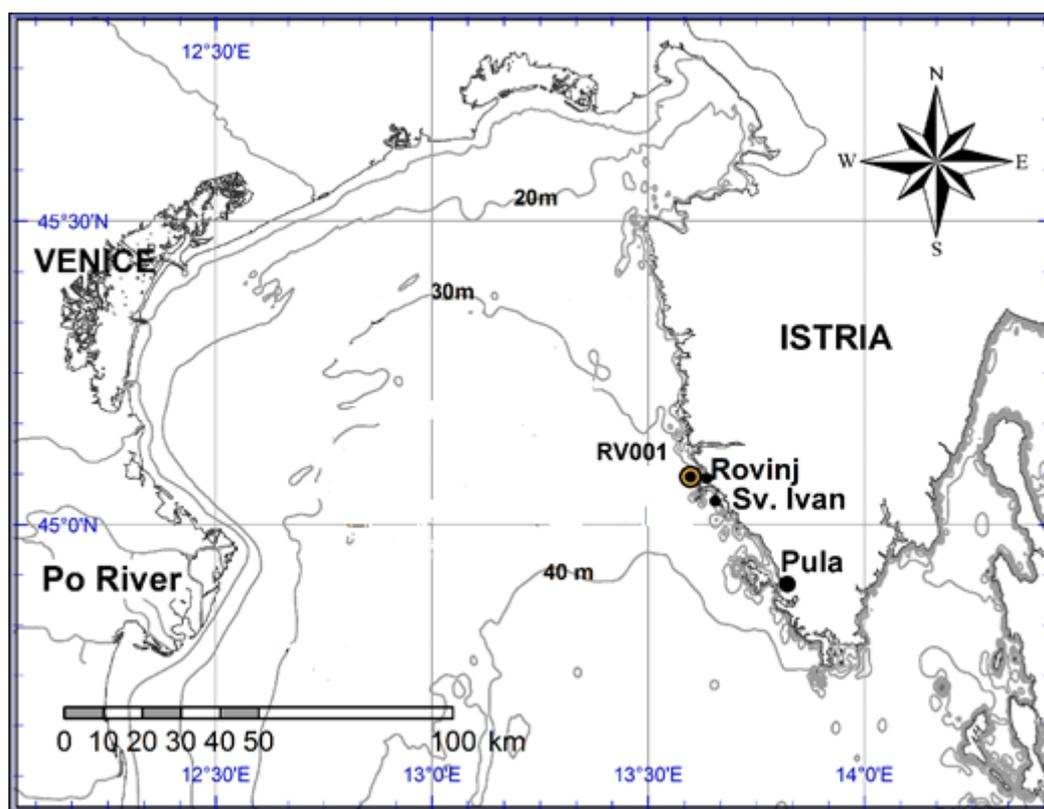 12°30'E
N
W
E
S
20m
45°30'N
VENICE
30m
ISTRIA
RV001
Rovinj
Sv. Ivan
45°0'N
40 m
Pula
Po River
0 10 20 30 40 50 100 km
12°30'E 13°0'E 13°30'E 14°0'E